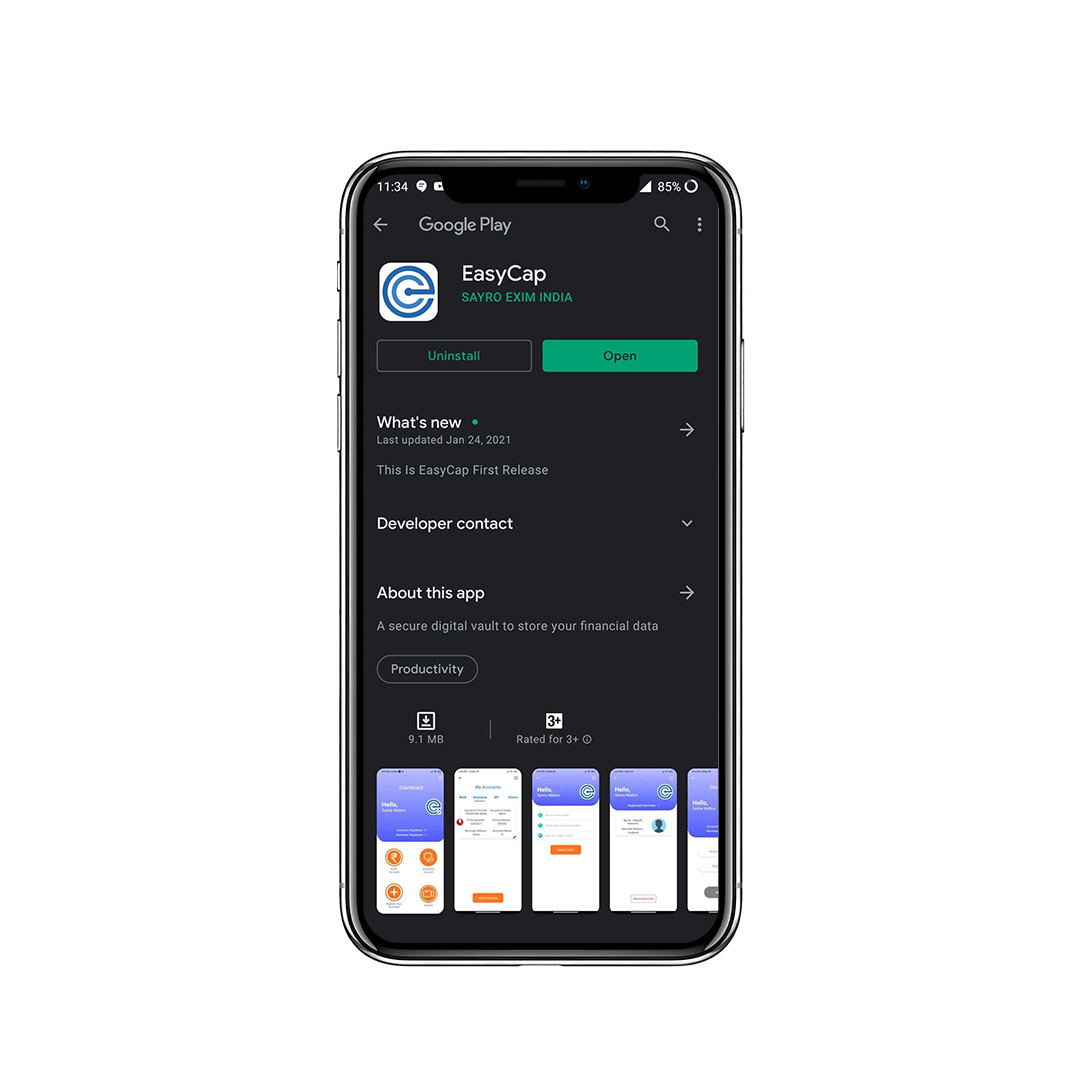 11:34
85%
Google Play
EasyCap
SAYRO EXIM INDIA
Uninstall
Open
What's new
Last updated Jan 24, 2021
This Is EasyCap First Release
Developer contact
About this app
A secure digital vault to store your financial data
Productivity
3+
9.1 MB
Rated for 3+
Dashboard
Hello,
My Accounts
Hello,
Hello,
Hello,